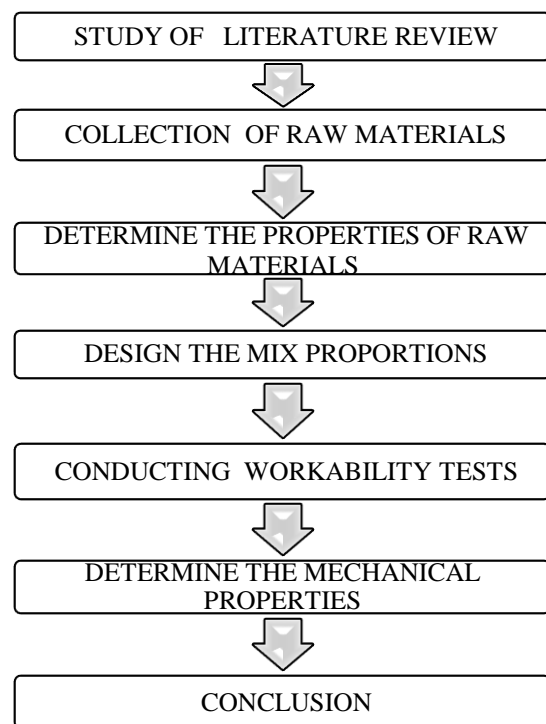 STUDY OF LITERATURE REVIEW
COLLECTION OF RAW MATERIALS
DETERMINE THE PROPERTIES OF RAW
MATERIALS
DESIGN THE MIX PROPORTIONS
CONDUCTING WORKABILITY TESTS
DETERMINE THE MECHANICAL
PROPERTIES
CONCLUSION